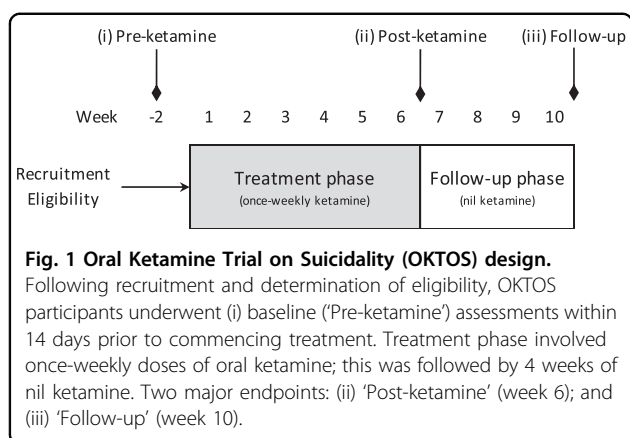 (i) Pre-ketamine (ii) Post-ketamine (iii) Follow-up
Week -2 1 2 3 4 5 6 7 8 9 10
Recruitment
Eligibility
Treatment phase
(once-weekly ketamine)
Follow-up phase
(nil ketamine)
Fig. 1 Oral Ketamine Trial on Suicidality (OKTOS) design.
Following recruitment and determination of eligibility, OKTOS
participants underwent (i) baseline (‘Pre-ketamine’) assessments within
14 days prior to commencing treatment. Treatment phase involved
once-weekly doses of oral ketamine; this was followed by 4 weeks of
nil ketamine. Two major endpoints: (ii) ‘Post-ketamine’ (week 6); and
(iii) ‘Follow-up’ (week 10).